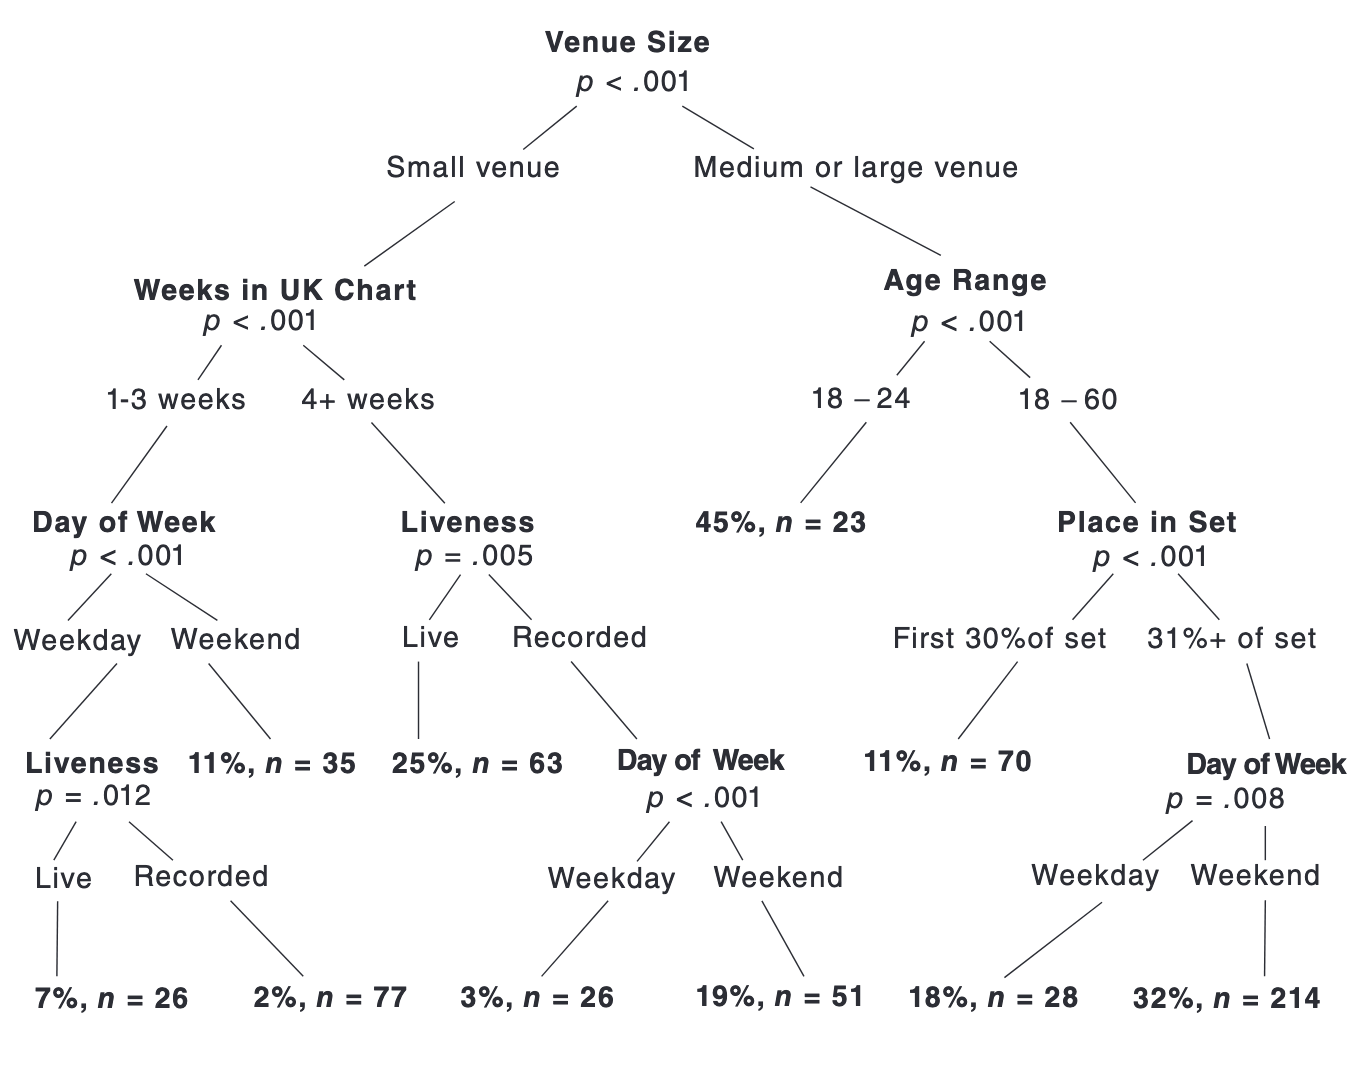 Venue Size
p < .001
Small venue
Medium or large venue
Weeks in UK Chart
p < .001
Age Range
p < .001
1-3 weeks
4+ weeks
18 – 24
18 – 60
Day of Week
p < .001
Liveness
p = .005
45%, n = 23
Place in Set
p < .001
Weekday
Weekend
Live
Recorded
First 30%of set
31%+ of set
Liveness
p = .012
11%, n = 35
25%, n = 63
Day of Week
p < .001
11%, n = 70
Day of Week
p = .008
Live
Recorded
Weekday
Weekend
Weekday
Weekend
7%, n = 26
2%, n = 77
3%, n = 26
19%, n = 51
18%, n = 28
32%, n = 214